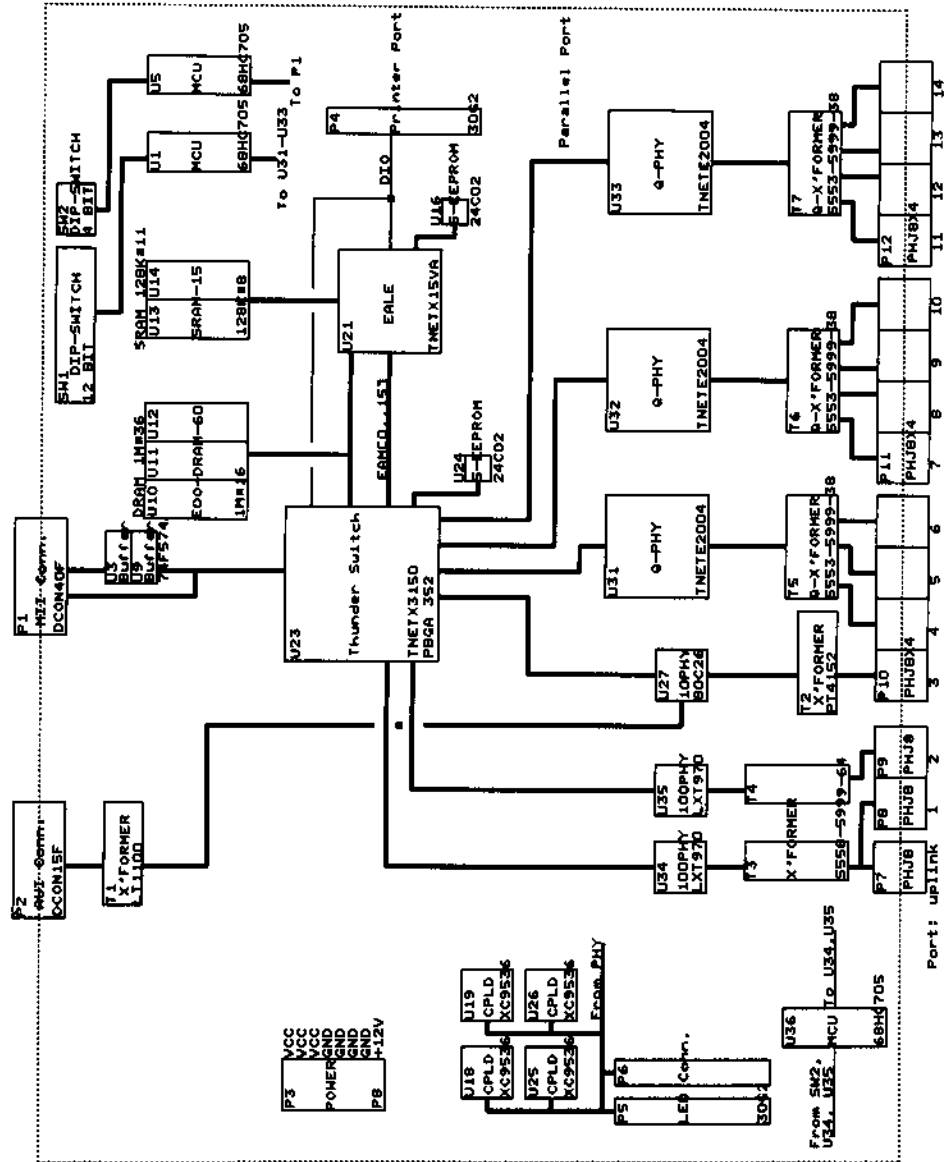 P3
POWER
P8
VCC
VCC
VCC
GND
GND
GND
GND
+12V
P2
AUI Conn.
DCON15F
T1
X'FORMER
LT1100
P1
MII Conn.
DCON40F
U3
Buffer
U9
Buffer
74F574
DRAM 1M*36
U10 U11 U12
EDO-DRAM-60
1M*16
SRAM 128K*11
U13 U14
SRAM-15
128K*8
SW1
DIP-SWITCH
12 BIT
SW2
DIP-SWITCH
4 BIT
U1
MCU
68HC705
To U31-U33
U5
MCU
68HC705
To P1
U18
CPLD
XC9536
U19
CPLD
XC9536
U25
CPLD
XC9536
U26
CPLD
XC9536
From PHY
P5
LED Conn.
3062
P6
From SW2,
U34, U35
U36
MCU
68HC705
To U34,U35
U23
Thunder Switch
TNETX3150
PBGA 352
EAMCO..15]
U24
S-EEPROM
24C02
U21
EALE
TNETX15VA
U16
S-EEPROM
24C02
DIO
P4
Printer Port
3062
Parallel Port
U34
100PHY
LXT970
U35
100PHY
LXT970
U27
10PHY
80C26
U31
Q-PHY
TNETE2004
U32
Q-PHY
TNETE2004
U33
Q-PHY
TNETE2004
T3
X'FORMER
T4
5558-5999-64
T2
X'FORMER
PT4152
T5
Q-X'FORMER
5553-5999-38
T6
Q-X'FORMER
5553-5999-38
T7
Q-X'FORMER
5553-5999-38
P7
PHJ8
P8
PHJ8
P9
PHJ8
P10
PHJ8X4
P11
PHJ8X4
P12
PHJ8X4
Port: uplink 1 2 3 4 5 6 7 8 9 10 11 12 13 14